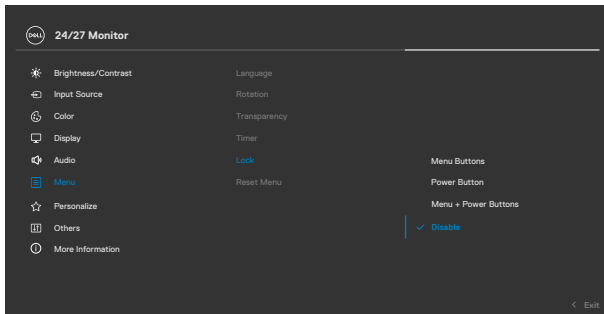 DELL 24/27 Monitor
Brightness/Contrast
Input Source
Color
Display
Audio
Menu
Personalize
Others
More Information
Language
Rotation
Transparency
Timer
Lock
Reset Menu
Menu Buttons
Power Button
Menu + Power Buttons
Disable
Exit